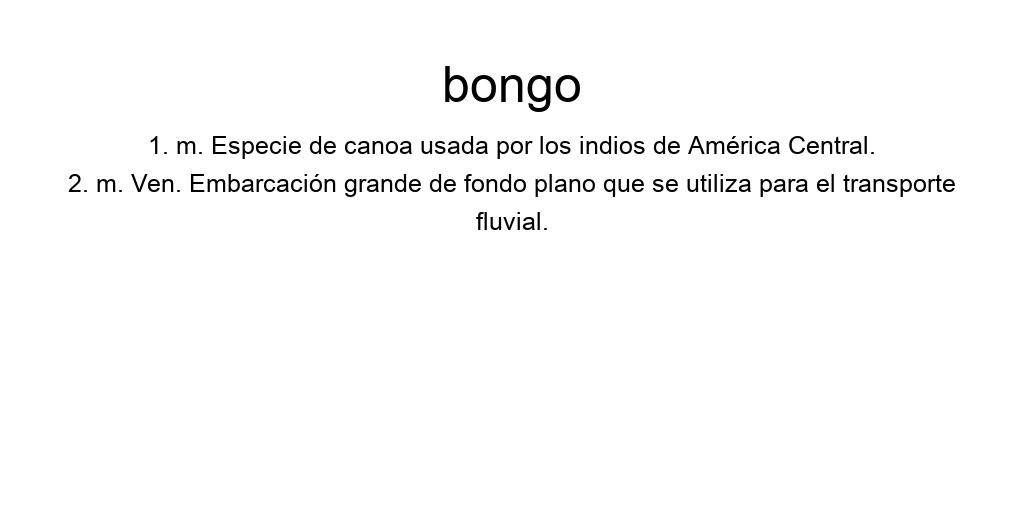 bongo
1. m. Especie de canoa usada por los indios de América Central.
2. m. Ven. Embarcación grande de fondo plano que se utiliza para el transporte
fluvial.